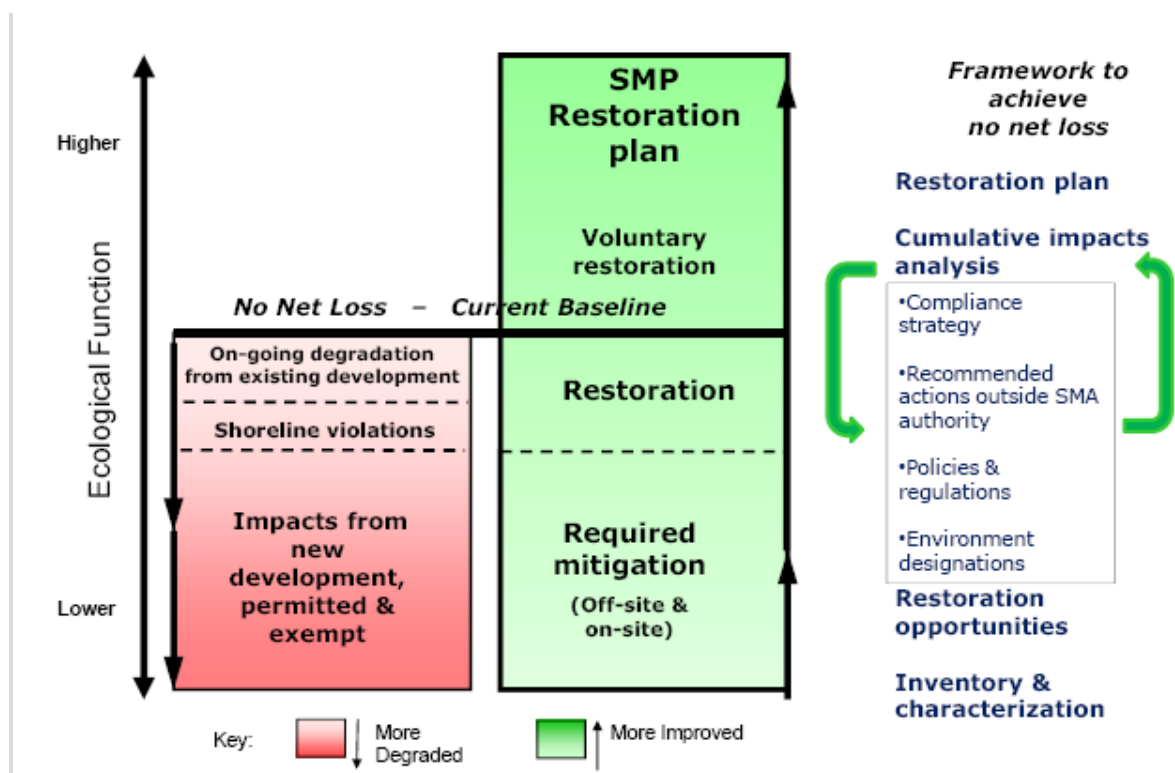 Higher
Ecological Function
Lower
SMP
Restoration
plan
Voluntary
restoration
No Net Loss – Current Baseline
On-going degradation
from existing development
Shoreline violations
Impacts from
new
development,
permitted &
exempt
Restoration
Required
mitigation
(Off-site &
on-site)
Framework to
achieve
no net loss
Restoration plan
Cumulative impacts
analysis
•Compliance
strategy
•Recommended
actions outside SMA
authority
•Policies &
regulations
•Environment
designations
Restoration
opportunities
Inventory &
characterization
Key:
More
Degraded
More Improved